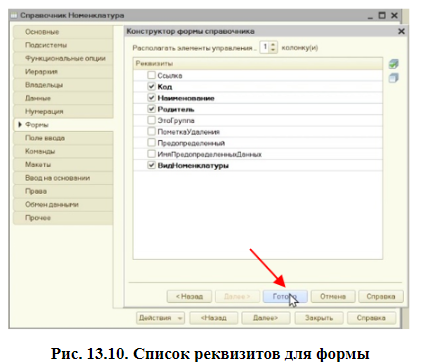 Справочник Номенклатура
Основные
Подсистемы
Функциональные опции
Иерархия
Владельцы
Данные
Нумерация
Формы
Поле ввода
Команды
Макеты
Ввод на основании
Права
Обмен данными
Прочее
Конструктор формы справочника
Располагать элементы управления... 1 колонку(и)
Реквизиты
Ссылка
Код
Наименование
Родитель
ЭтоГруппа
ПометкаУдаления
Предопределенный
ИмяПредопределенныхДанных
ВидНоменклатуры
<Назад Далее> Готово Отмена Справка
Действия <Назад Далее> Закрыть Справка
Рис. 13.10. Список реквизитов для формы